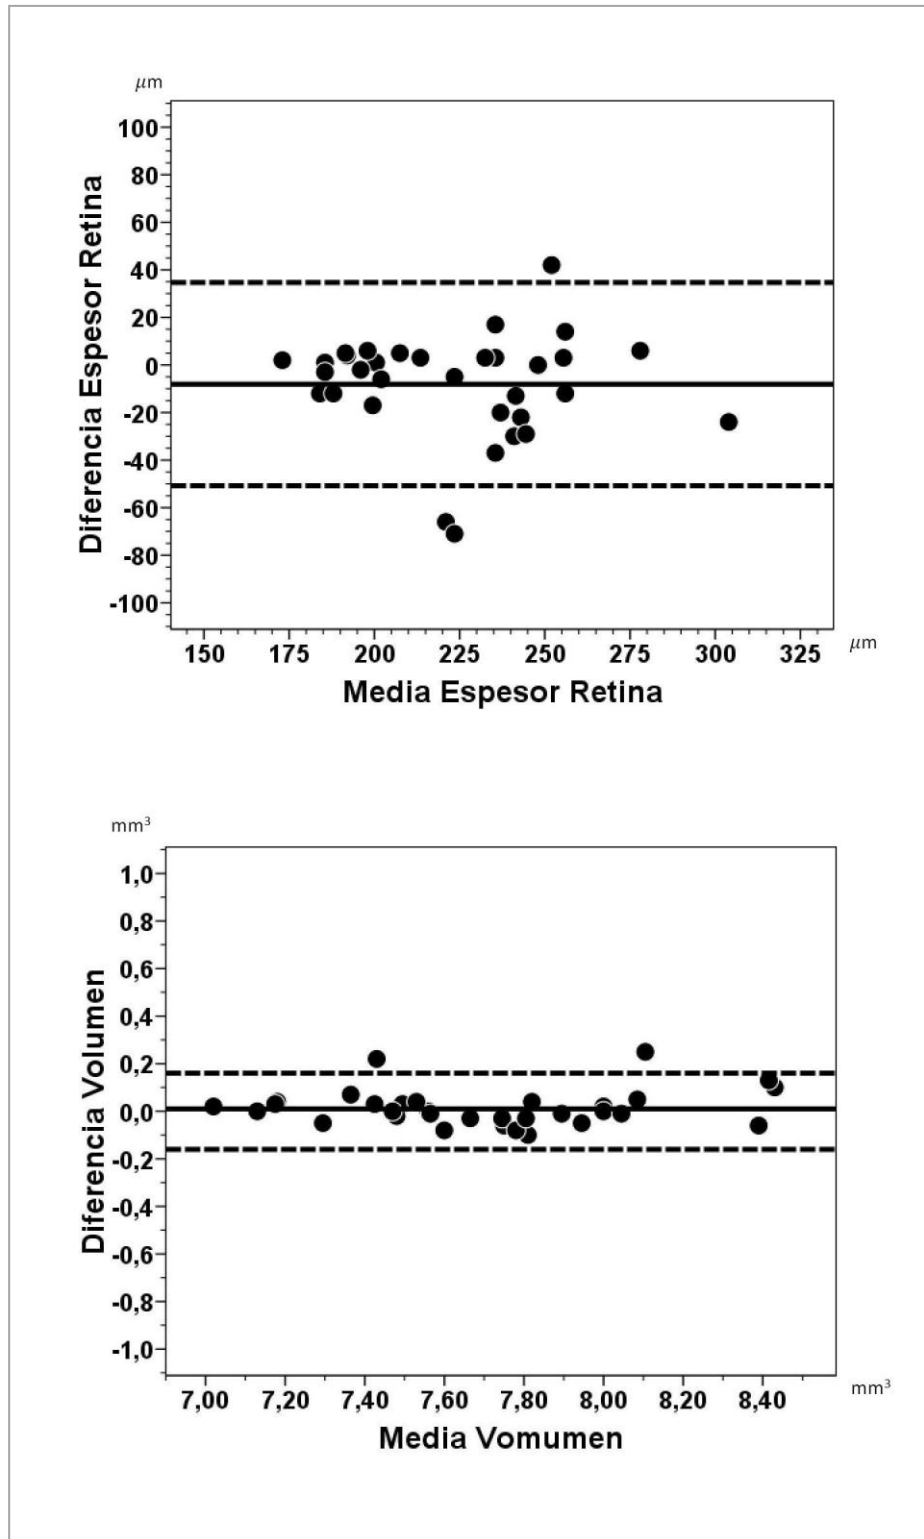 μm
100
80
60
40
20
0
-20
-40
-60
-80
-100
Diferencia Espesor Retina
150 175 200 225 250 275 300 325 μm
Media Espesor Retina
mm³
1,0
0,8
0,6
0,4
0,2
0,0
-0,2
-0,4
-0,6
-0,8
-1,0
Diferencia Volumen
7,00 7,20 7,40 7,60 7,80 8,00 8,20 8,40 mm³
Media Vomumen